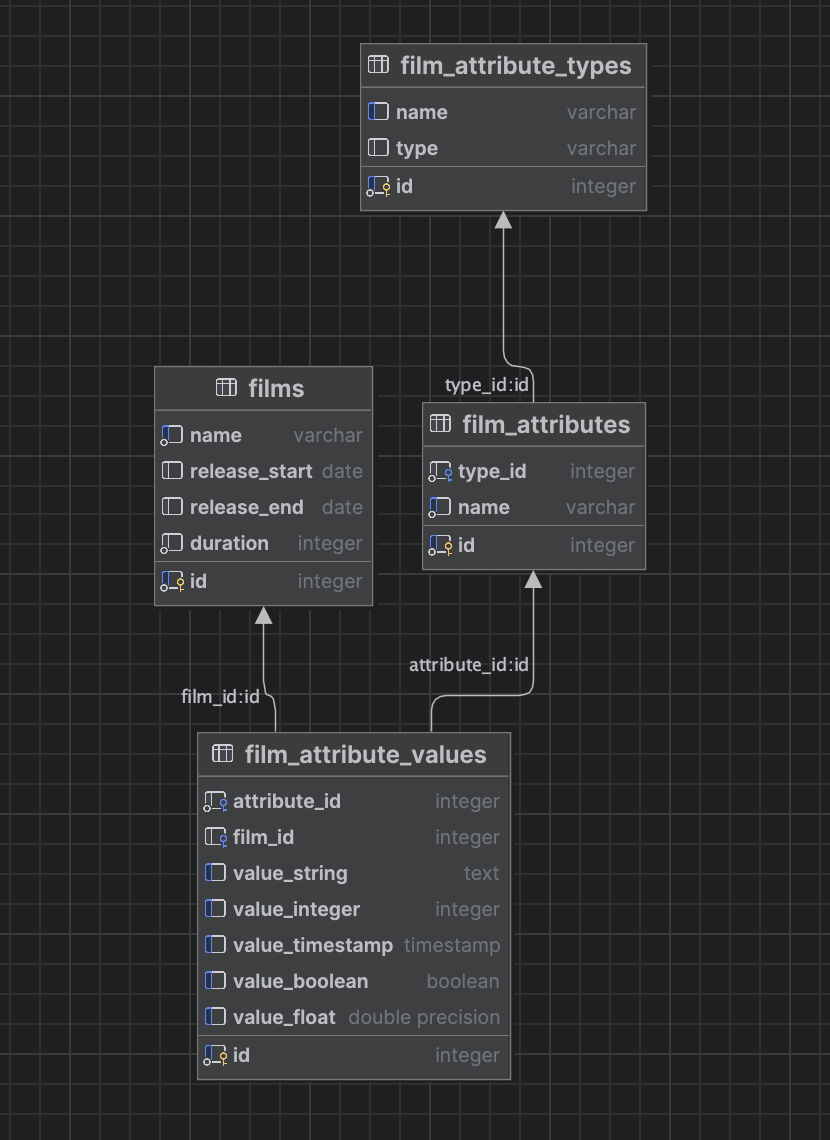 film_attribute_types
name varchar
type varchar
id integer
type_id:id
films
name varchar
release_start date
release_end date
duration integer
id integer
film_attributes
type_id integer
name varchar
id integer
film_id:id
attribute_id:id
film_attribute_values
attribute_id integer
film_id integer
value_string text
value_integer integer
value_timestamp timestamp
value_boolean boolean
value_float double precision
id integer